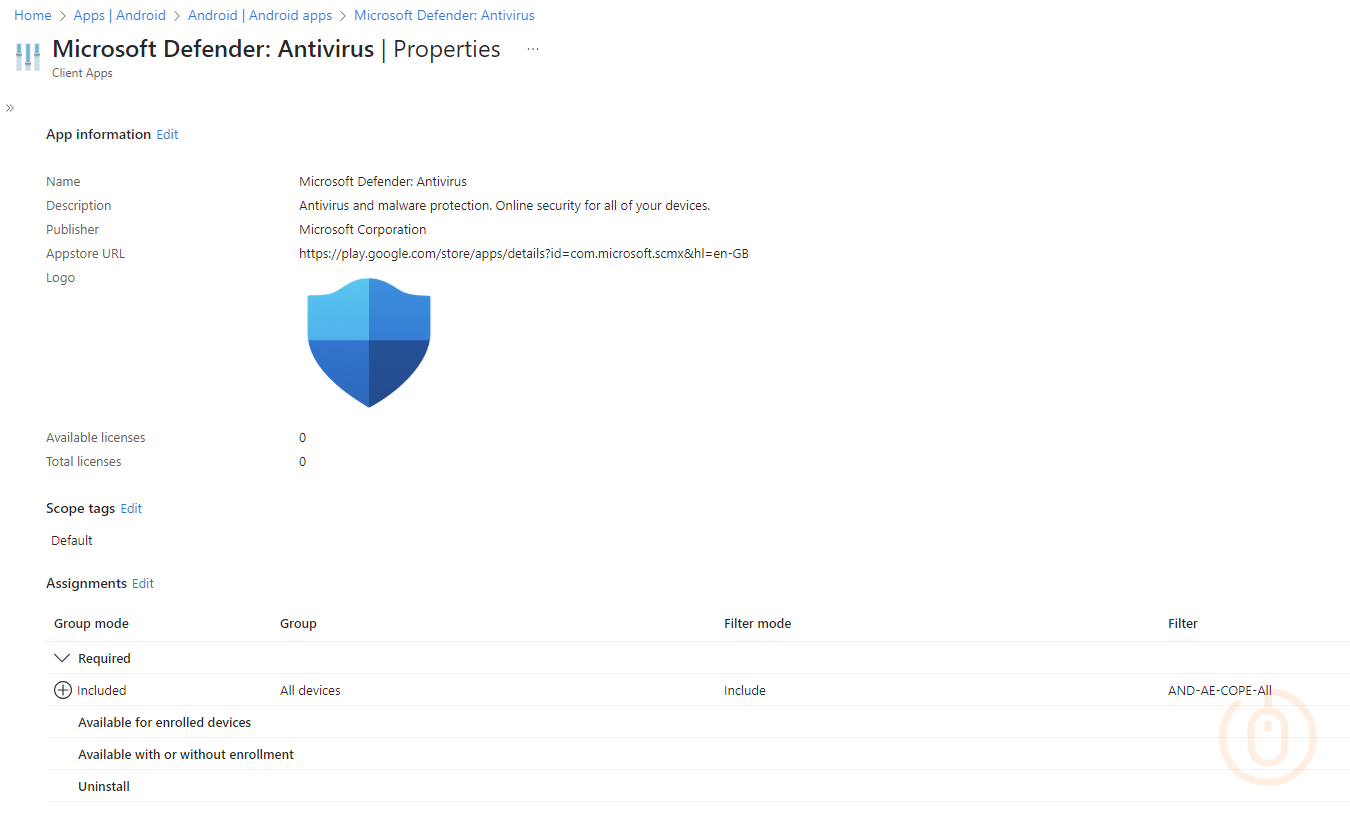 Home > Apps | Android > Android | Android apps > Microsoft Defender: Antivirus
Microsoft Defender: Antivirus | Properties ...
Client Apps
App information Edit
Name Microsoft Defender: Antivirus
Description Antivirus and malware protection. Online security for all of your devices.
Publisher Microsoft Corporation
Appstore URL https://play.google.com/store/apps/details?id=com.microsoft.scmx&hl=en-GB
Logo
Available licenses 0
Total licenses 0
Scope tags Edit
Default
Assignments Edit
Group mode Group Filter mode Filter
Required
Included All devices Include AND-AE-COPE-All
Available for enrolled devices
Available with or without enrollment
Uninstall